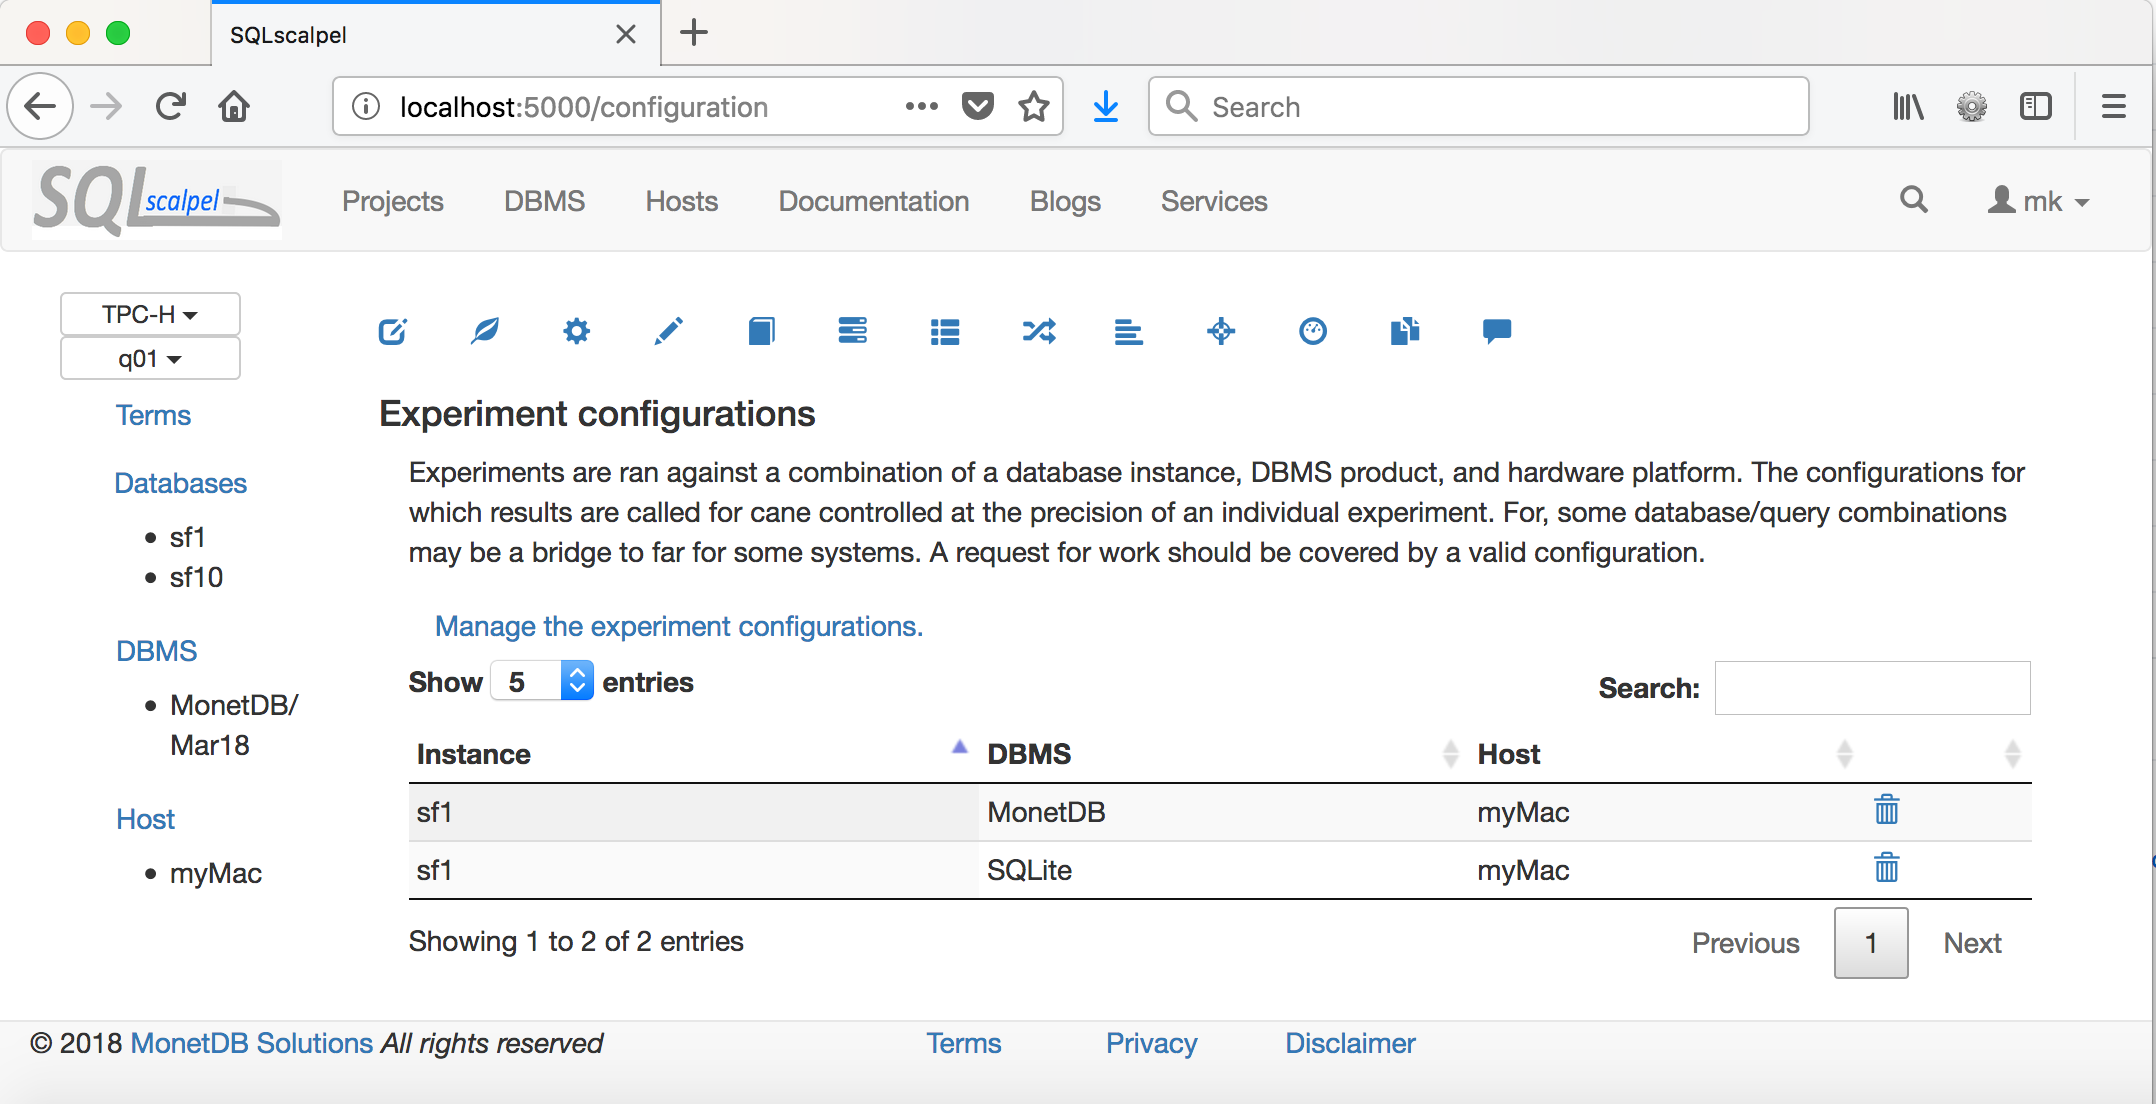 SQLscalpel
localhost:5000/configuration
Search
SQLscalpel
Projects DBMS Hosts Documentation Blogs Services mk
TPC-H
q01
Terms
Databases
sf1
sf10
DBMS
MonetDB/
Mar18
Host
myMac
Experiment configurations
Experiments are ran against a combination of a database instance, DBMS product, and hardware platform. The configurations for
which results are called for cane controlled at the precision of an individual experiment. For, some database/query combinations
may be a bridge to far for some systems. A request for work should be covered by a valid configuration.
Manage the experiment configurations.
Show 5 entries
Search:
Instance DBMS Host
sf1 MonetDB myMac
sf1 SQLite myMac
Showing 1 to 2 of 2 entries
Previous 1 Next
© 2018 MonetDB Solutions All rights reserved Terms Privacy Disclaimer